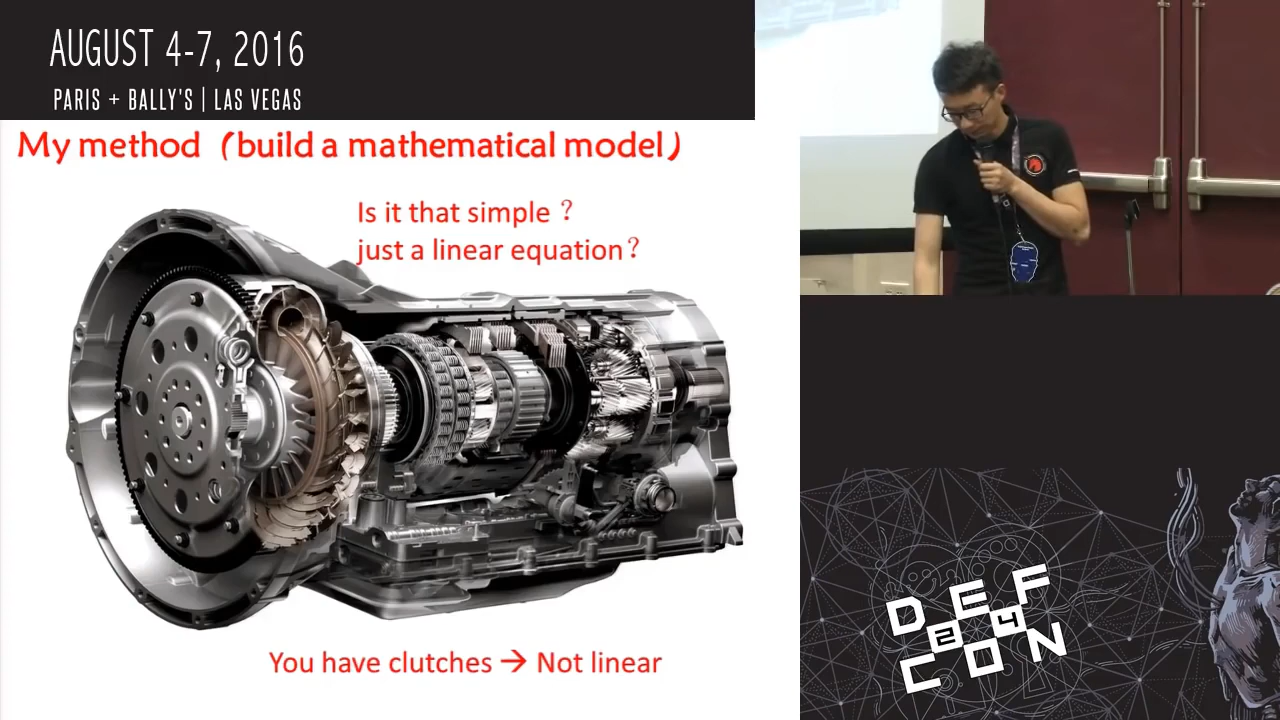 AUGUST 4-7, 2016
PARIS + BALLY'S | LAS VEGAS
My method（build a mathematical model）
Is it that simple？
just a linear equation？
You have clutches → Not linear
DEF
24
CON